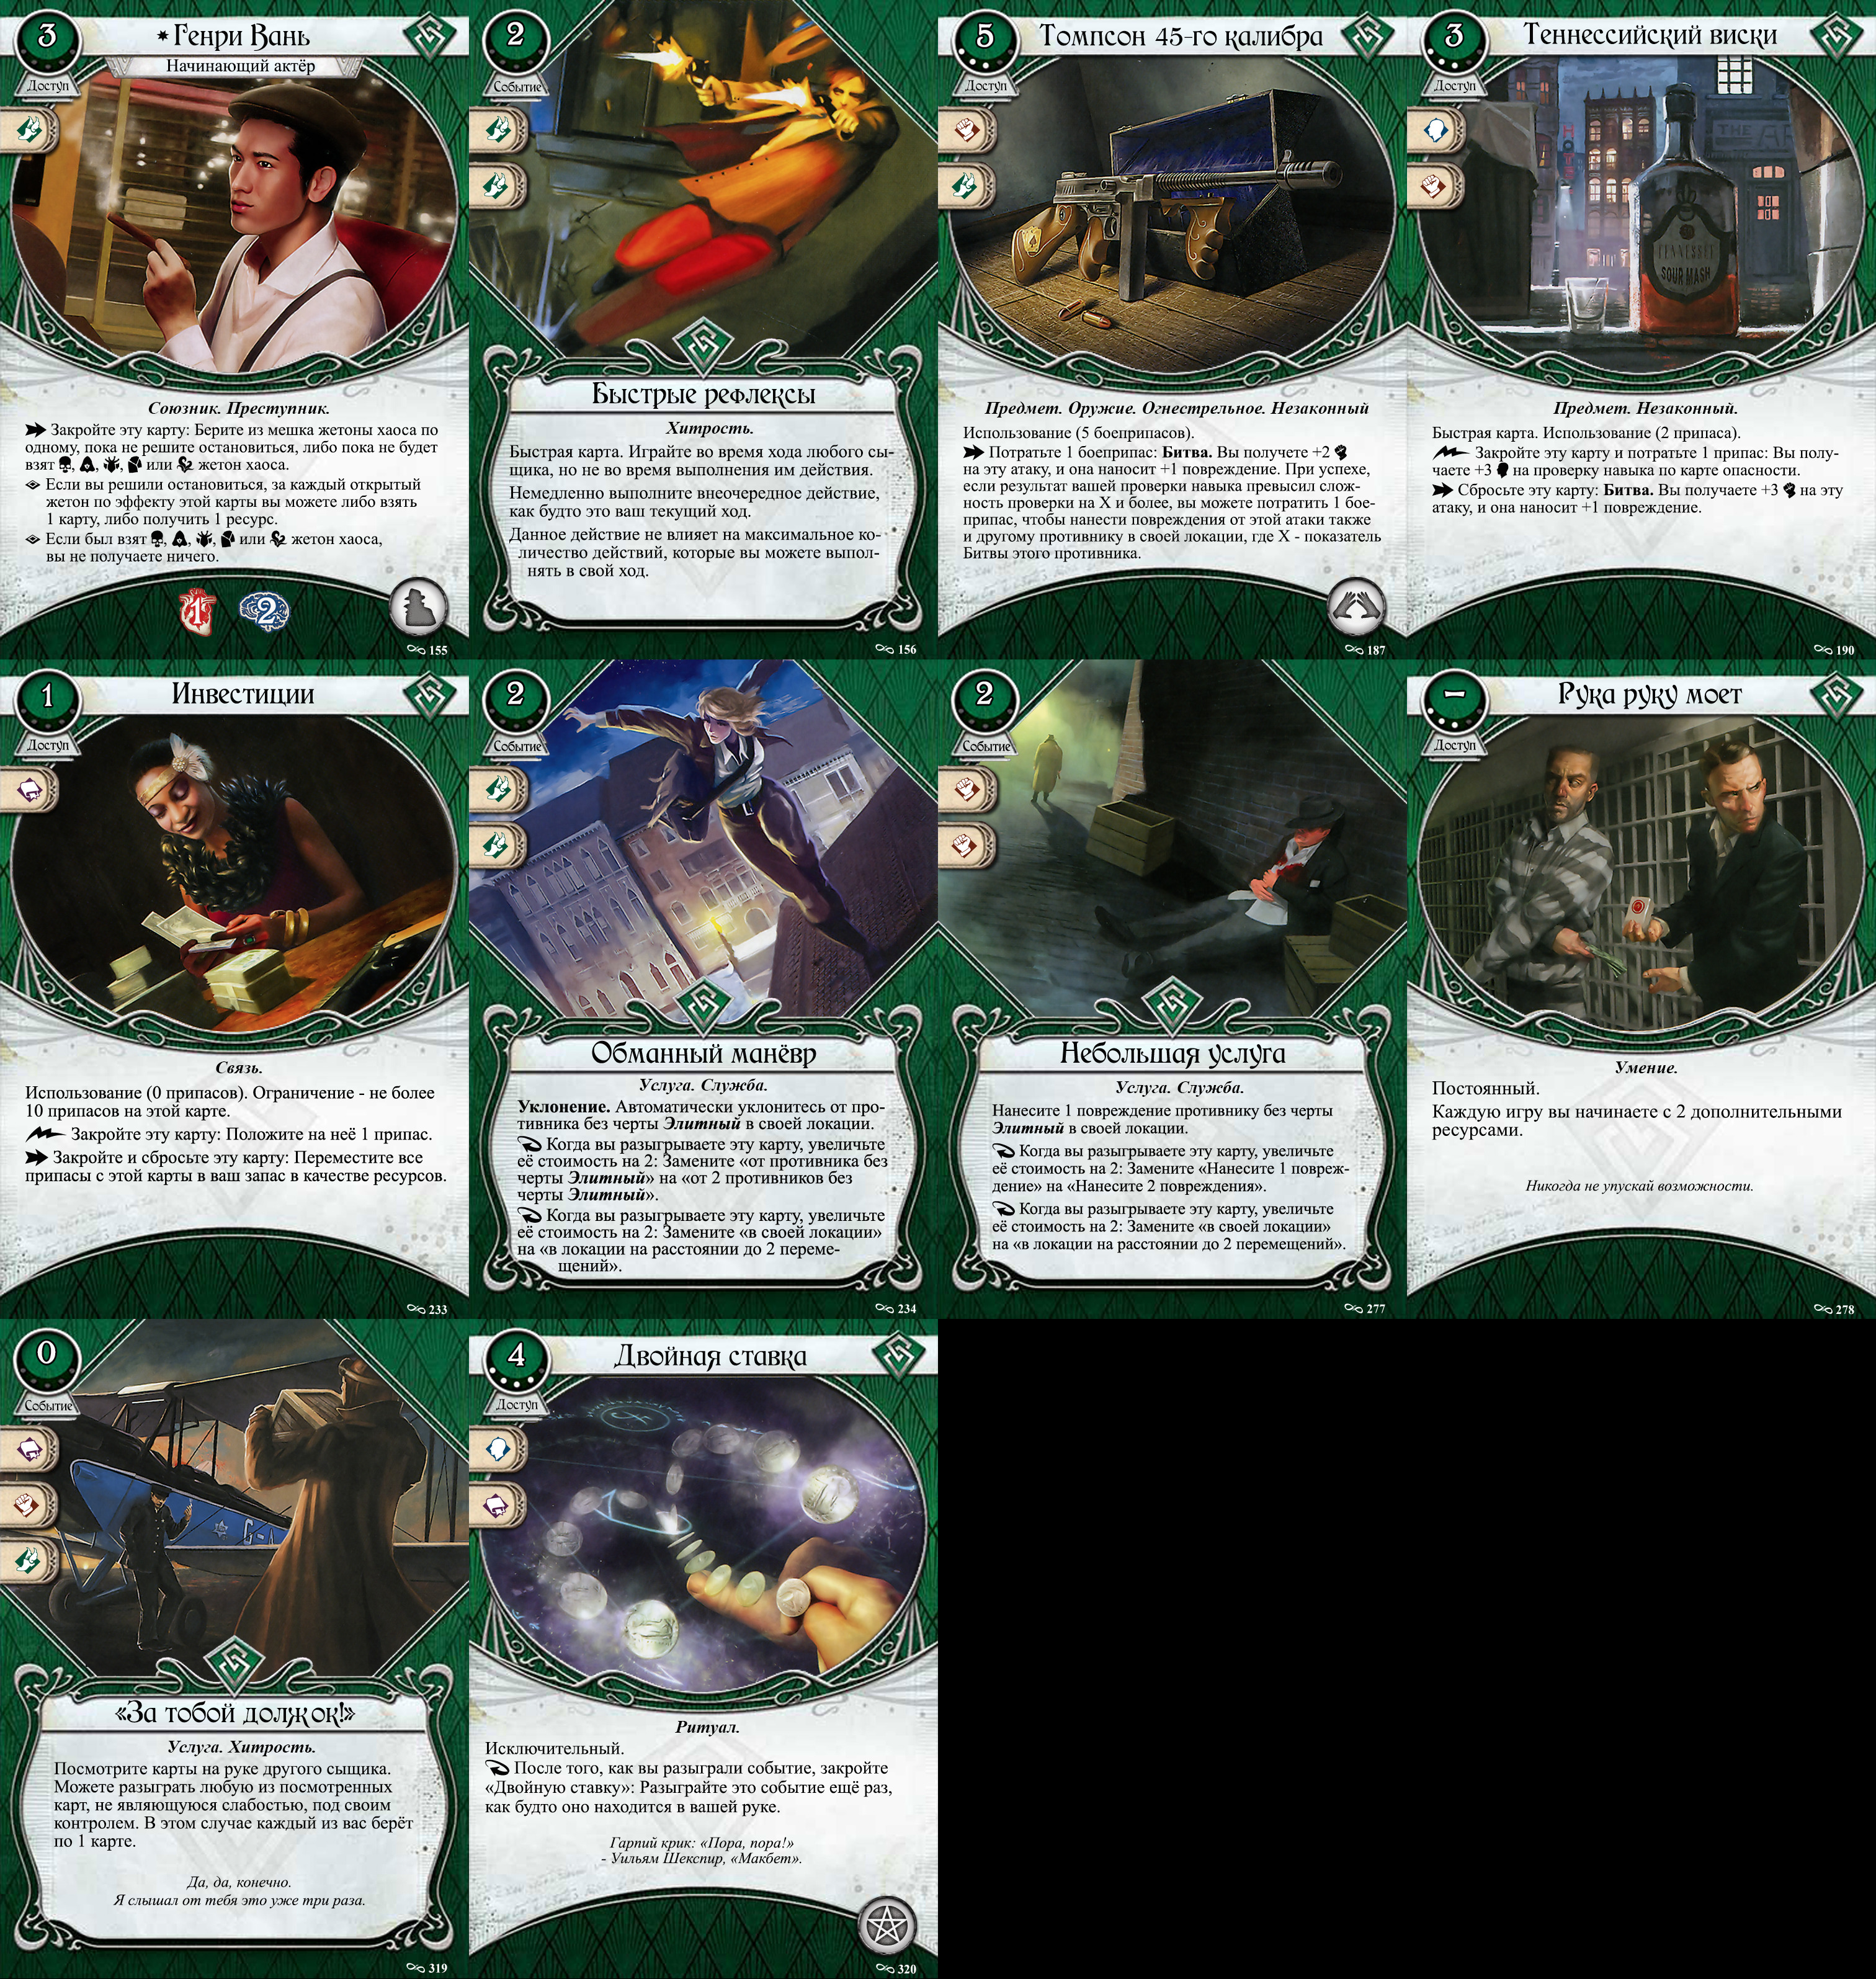 3
Генри Вань
Начинающий актёр
Доступ
Союзник. Преступник.
Закройте эту карту: Берите из мешка жетоны хаоса по
одному, пока не решите остановиться, либо пока не будет
взят , , , или жетон хаоса.
Если вы решили остановиться, за каждый открытый
жетон по эффекту этой карты вы можете либо взять
1 карту, либо получить 1 ресурс.
Если был взят , , , или жетон хаоса,
вы не получаете ничего.
1
2
155
2
Событие
Быстрые рефлексы
Хитрость.
Быстрая карта. Играйте во время хода любого сы-
щика, но не во время выполнения им действия.
Немедленно выполните внеочередное действие,
как будто это ваш текущий ход.
Данное действие не влияет на максимальное ко-
личество действий, которые вы можете выпол-
нять в свой ход.
156
5
Томпсон 45-го калибра
Доступ
Предмет. Оружие. Огнестрельное. Незаконный
Использование (5 боеприпасов).
Потратьте 1 боеприпас: Битва. Вы получете +2
на эту атаку, и она наносит +1 повреждение. При успехе,
если результат вашей проверки навыка превысил слож-
ность проверки на X и более, вы можете потратить 1 бое-
припас, чтобы нанести повреждения от этой атаки также
и другому противнику в своей локации, где X - показатель
Битвы этого противника.
187
3
Теннессийский виски
Доступ
THE
TENNESSEE
SOUR MASH
Предмет. Незаконный.
Быстрая карта. Использование (2 припаса).
Закройте эту карту и потратьте 1 припас: Вы полу-
чаете +3 на проверку навыка по карте опасности.
Сбросьте эту карту: Битва. Вы получаете +3 на эту
атаку, и она наносит +1 повреждение.
190
1
Инвестиции
Доступ
Связь.
Использование (0 припасов). Ограничение - не более
10 припасов на этой карте.
Закройте эту карту: Положите на неё 1 припас.
Закройте и сбросьте эту карту: Переместите все
припасы с этой карты в ваш запас в качестве ресурсов.
233
2
Событие
Обманный манёвр
Услуга. Служба.
Уклонение. Автоматически уклонитесь от про-
тивника без черты Элитный в своей локации.
Когда вы разыгрываете эту карту, увеличьте
её стоимость на 2: Замените «от противника без
черты Элитный» на «от 2 противников без
черты Элитный».
Когда вы разыгрываете эту карту, увеличьте
её стоимость на 2: Замените «в своей локации»
на «в локации на расстоянии до 2 переме-
щений».
234
2
Событие
Небольшая услуга
Услуга. Служба.
Нанесите 1 повреждение противнику без черты
Элитный в своей локации.
Когда вы разыгрываете эту карту, увеличьте
её стоимость на 2: Замените «Нанесите 1 повреж-
дение» на «Нанесите 2 повреждения».
Когда вы разыгрываете эту карту, увеличьте
её стоимость на 2: Замените «в своей локации»
на «в локации на расстоянии до 2 перемещений».
277
–
Рука руку моет
Доступ
Умение.
Постоянный.
Каждую игру вы начинаете с 2 дополнительными
ресурсами.
Никогда не упускай возможности.
278
0
Событие
G-A
«За тобой должок!»
Услуга. Хитрость.
Посмотрите карты на руке другого сыщика.
Можете разыграть любую из посмотренных
карт, не являющуюся слабостью, под своим
контролем. В этом случае каждый из вас берёт
по 1 карте.
Да, да, конечно.
Я слышал от тебя это уже три раза.
319
4
Двойная ставка
Доступ
Ритуал.
Исключительный.
После того, как вы разыграли событие, закройте
«Двойную ставку»: Разыграйте это событие ещё раз,
как будто оно находится в вашей руке.
Гарпий крик: «Пора, пора!»
- Уильям Шекспир, «Макбет».
320